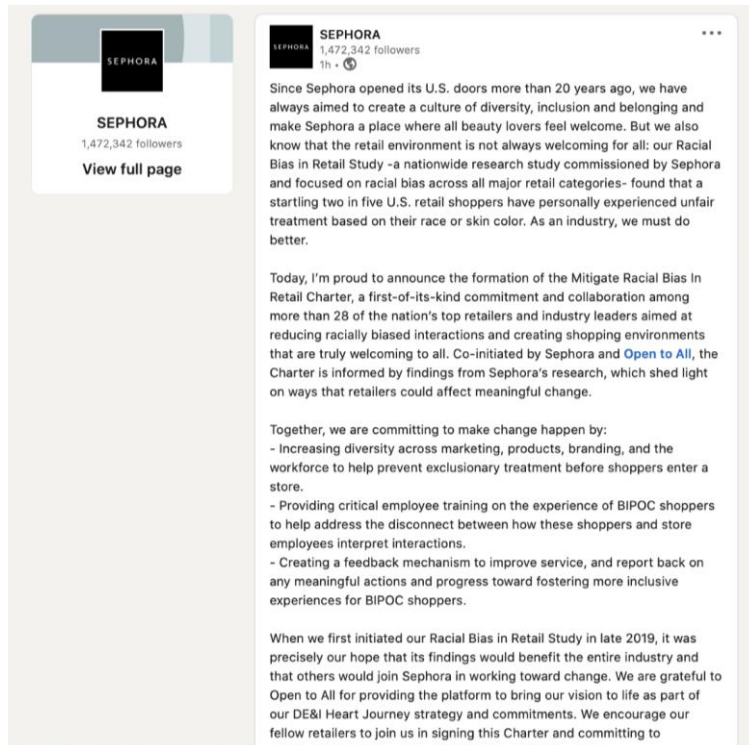 SEPHORA
SEPHORA
1,472,342 followers
View full page
SEPHORA
SEPHORA
1,472,342 followers
1h •
Since Sephora opened its U.S. doors more than 20 years ago, we have
always aimed to create a culture of diversity, inclusion and belonging and
make Sephora a place where all beauty lovers feel welcome. But we also
know that the retail environment is not always welcoming for all: our Racial
Bias in Retail Study -a nationwide research study commissioned by Sephora
and focused on racial bias across all major retail categories- found that a
startling two in five U.S. retail shoppers have personally experienced unfair
treatment based on their race or skin color. As an industry, we must do
better.
Today, I'm proud to announce the formation of the Mitigate Racial Bias In
Retail Charter, a first-of-its-kind commitment and collaboration among
more than 28 of the nation's top retailers and industry leaders aimed at
reducing racially biased interactions and creating shopping environments
that are truly welcoming to all. Co-initiated by Sephora and Open to All, the
Charter is informed by findings from Sephora's research, which shed light
on ways that retailers could affect meaningful change.
Together, we are committing to make change happen by:
- Increasing diversity across marketing, products, branding, and the
workforce to help prevent exclusionary treatment before shoppers enter a
store.
- Providing critical employee training on the experience of BIPOC shoppers
to help address the disconnect between how these shoppers and store
employees interpret interactions.
- Creating a feedback mechanism to improve service, and report back on
any meaningful actions and progress toward fostering more inclusive
experiences for BIPOC shoppers.
When we first initiated our Racial Bias in Retail Study in late 2019, it was
precisely our hope that its findings would benefit the entire industry and
that others would join Sephora in working toward change. We are grateful to
Open to All for providing the platform to bring our vision to life as part of
our DE&I Heart Journey strategy and commitments. We encourage our
fellow retailers to join us in signing this Charter and committing to